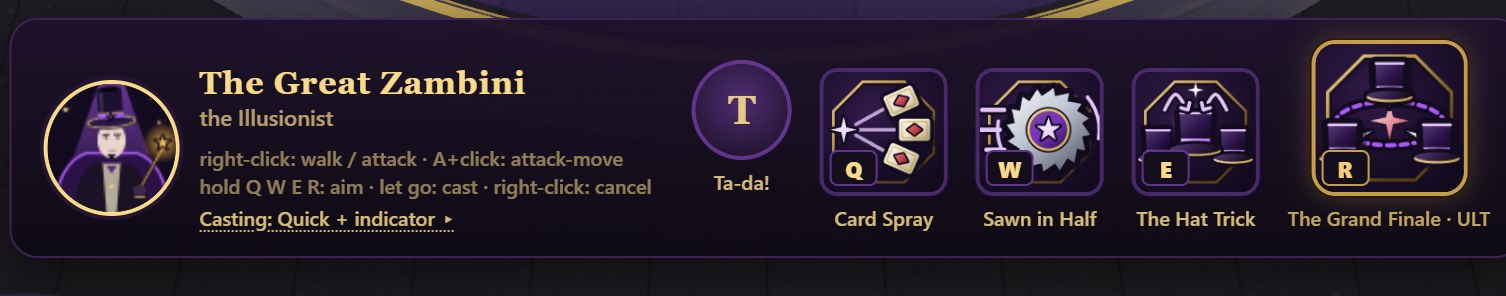 The Great Zambini
the Illusionist
right-click: walk / attack · A+click: attack-move
hold Q W E R: aim · let go: cast · right-click: cancel
Casting: Quick + indicator ▸
T
Ta-da!
Q
Card Spray
W
Sawn in Half
E
The Hat Trick
R
The Grand Finale · ULT